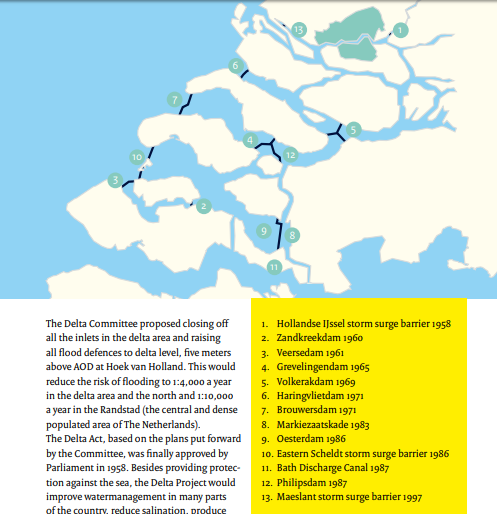 13
1
6
7
5
4
12
10
3
2
9
8
11
The Delta Committee proposed closing off
all the inlets in the delta area and raising
all flood defences to delta level, five meters
above AOD at Hoek van Holland. This would
reduce the risk of flooding to 1:4,000 a year
in the delta area and the north and 1:10,000
a year in the Randstad (the central and dense
populated area of The Netherlands).
The Delta Act, based on the plans put forward
by the Committee, was finally approved by
Parliament in 1958. Besides providing protec-
tion against the sea, the Delta Project would
improve watermanagement in many parts
of the country, reduce salination, produce
1. Hollandse IJssel storm surge barrier 1958
2. Zandkreekdam 1960
3. Veersedam 1961
4. Grevelingendam 1965
5. Volkerakdam 1969
6. Haringvlietdam 1971
7. Brouwersdam 1971
8. Markiezaatskade 1983
9. Oesterdam 1986
10. Eastern Scheldt storm surge barrier 1986
11. Bath Discharge Canal 1987
12. Philipsdam 1987
13. Maeslant storm surge barrier 1997